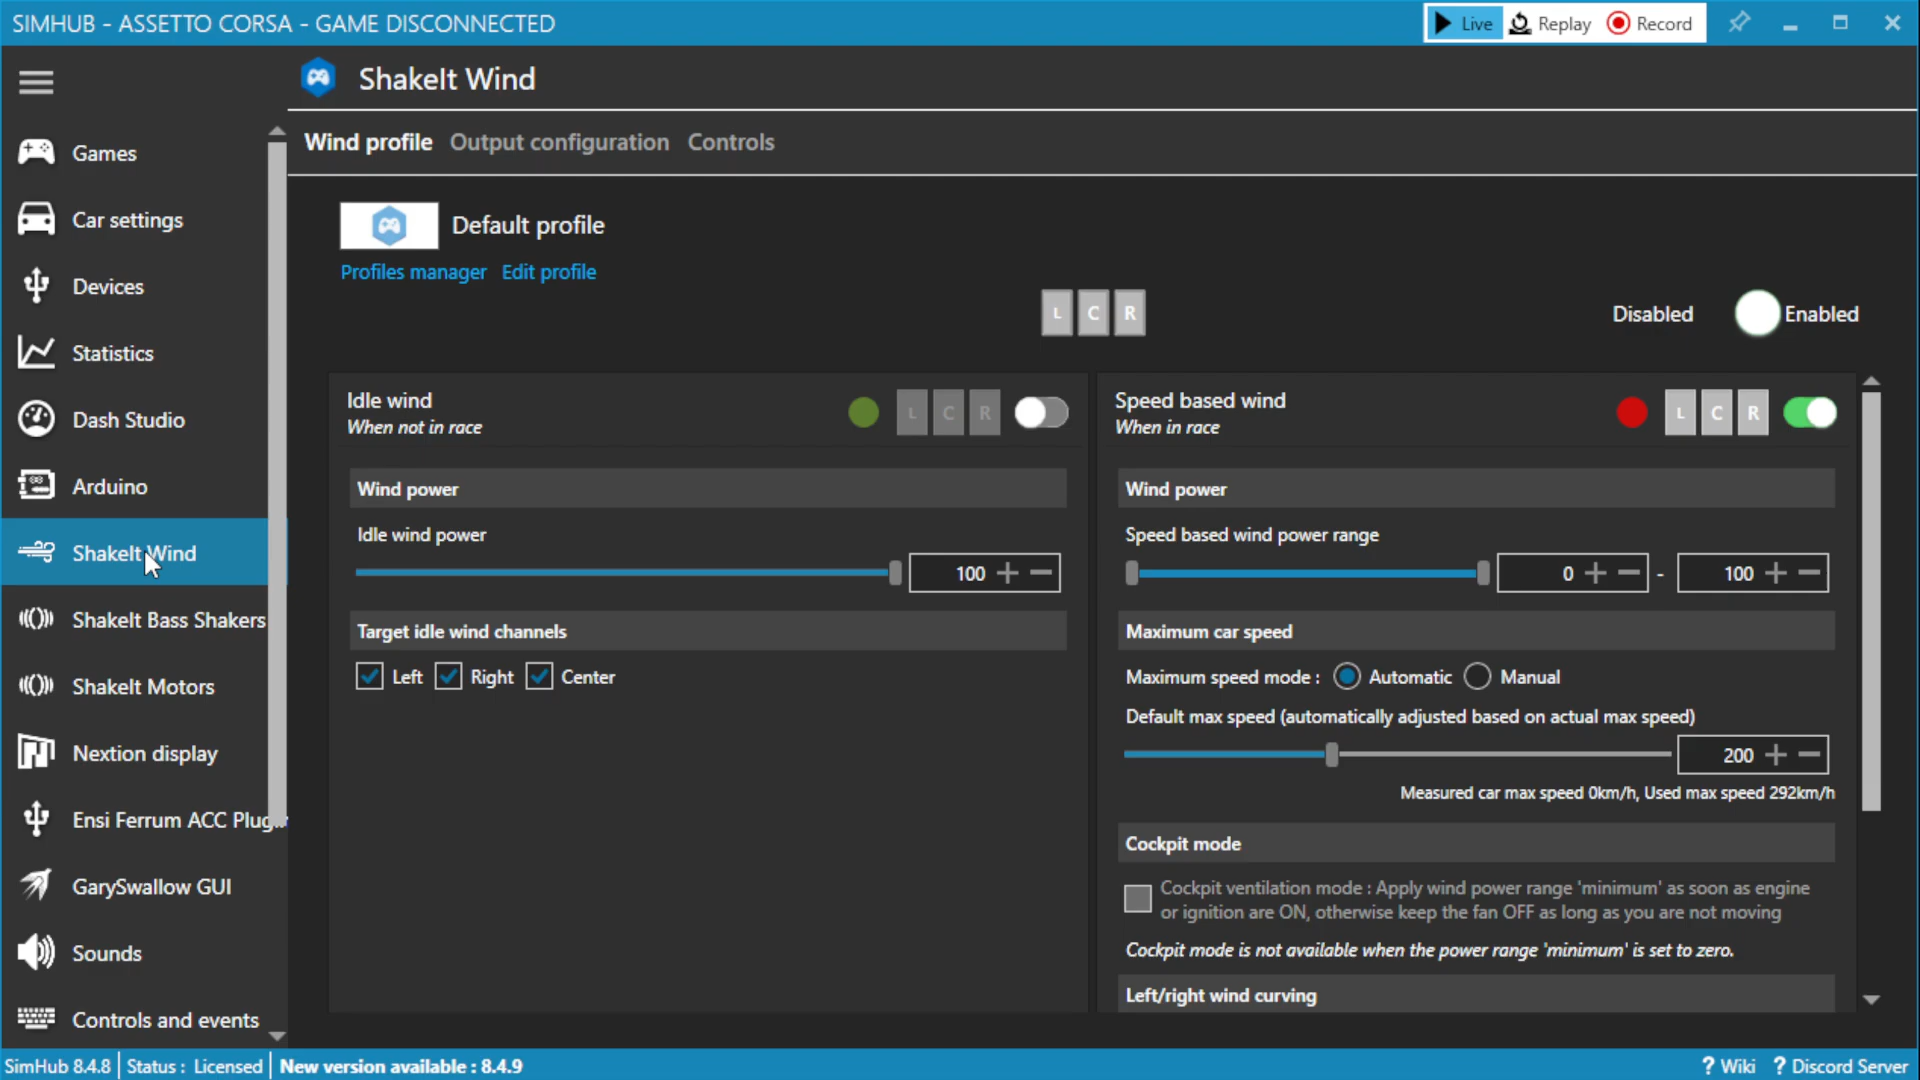 SIMHUB - ASSETTO CORSA - GAME DISCONNECTED
Live Replay Record
ShakeIt Wind
Games
Car settings
Devices
Statistics
Dash Studio
Arduino
ShakeIt Wind
ShakeIt Bass Shakers
ShakeIt Motors
Nextion display
Ensi Ferrum ACC Plugin
GarySwallow GUI
Sounds
Controls and events
Wind profile Output configuration Controls
Default profile
Profiles manager Edit profile
L C R
Disabled Enabled
Idle wind
When not in race
L C R
Wind power
Idle wind power
100
Target idle wind channels
Left Right Center
Speed based wind
When in race
L C R
Wind power
Speed based wind power range
0 - 100
Maximum car speed
Maximum speed mode : Automatic Manual
Default max speed (automatically adjusted based on actual max speed)
200
Measured car max speed 0km/h, Used max speed 292km/h
Cockpit mode
Cockpit ventilation mode : Apply wind power range 'minimum' as soon as engine
or ignition are ON, otherwise keep the fan OFF as long as you are not moving
Cockpit mode is not available when the power range 'minimum' is set to zero.
Left/right wind curving
SimHub 8.4.8 Status : Licensed New version available : 8.4.9
? Wiki ? Discord Server